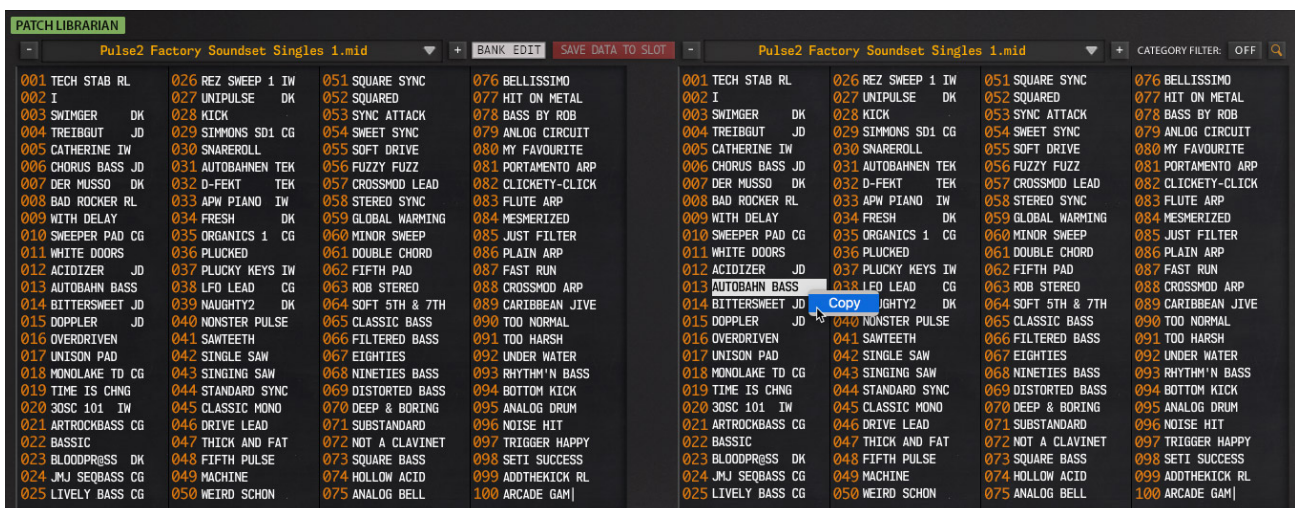 PATCH LIBRARIAN
- Pulse2 Factory Soundset Singles 1.mid + BANK EDIT SAVE DATA TO SLOT - Pulse2 Factory Soundset Singles 1.mid + CATEGORY FILTER: OFF
001 TECH STAB RL 026 REZ SWEEP 1 IW 051 SQUARE SYNC 076 BELLISSIMO 001 TECH STAB RL 026 REZ SWEEP 1 IW 051 SQUARE SYNC 076 BELLISSIMO
002 I 027 UNIPULSE DK 052 SQUARED 077 HIT ON METAL 002 I 027 UNIPULSE DK 052 SQUARED 077 HIT ON METAL
003 SWIMGER DK 028 KICK 053 SYNC ATTACK 078 BASS BY ROB 003 SWIMGER DK 028 KICK 053 SYNC ATTACK 078 BASS BY ROB
004 TREIBGUT JD 029 SIMMONS SD1 CG 054 SWEET SYNC 079 ANLOG CIRCUIT 004 TREIBGUT JD 029 SIMMONS SD1 CG 054 SWEET SYNC 079 ANLOG CIRCUIT
005 CATHERINE IW 030 SNAREROLL 055 SOFT DRIVE 080 MY FAVOURITE 005 CATHERINE IW 030 SNAREROLL 055 SOFT DRIVE 080 MY FAVOURITE
006 CHORUS BASS JD 031 AUTOBAHNEN TEK 056 FUZZY FUZZ 081 PORTAMENTO ARP 006 CHORUS BASS JD 031 AUTOBAHNEN TEK 056 FUZZY FUZZ 081 PORTAMENTO ARP
007 DER MUSSO DK 032 D-FEKT TEK 057 CROSSMOD LEAD 082 CLICKETY-CLICK 007 DER MUSSO DK 032 D-FEKT TEK 057 CROSSMOD LEAD 082 CLICKETY-CLICK
008 BAD ROCKER RL 033 APW PIANO IW 058 STEREO SYNC 083 FLUTE ARP 008 BAD ROCKER RL 033 APW PIANO IW 058 STEREO SYNC 083 FLUTE ARP
009 WITH DELAY 034 FRESH DK 059 GLOBAL WARMING 084 MESMERIZED 009 WITH DELAY 034 FRESH DK 059 GLOBAL WARMING 084 MESMERIZED
010 SWEEPER PAD CG 035 ORGANICS 1 CG 060 MINOR SWEEP 085 JUST FILTER 010 SWEEPER PAD CG 035 ORGANICS 1 CG 060 MINOR SWEEP 085 JUST FILTER
011 WHITE DOORS 036 PLUCKED 061 DOUBLE CHORD 086 PLAIN ARP 011 WHITE DOORS 036 PLUCKED 061 DOUBLE CHORD 086 PLAIN ARP
012 ACIDIZER JD 037 PLUCKY KEYS IW 062 FIFTH PAD 087 FAST RUN 012 ACIDIZER JD 037 PLUCKY KEYS IW 062 FIFTH PAD 087 FAST RUN
013 AUTOBAHN BASS 038 LFO LEAD CG 063 ROB STEREO 088 CROSSMOD ARP 013 AUTOBAHN BASS 038 LFO LEAD CG 063 ROB STEREO 088 CROSSMOD ARP
014 BITTERSWEET JD 039 NAUGHTY2 DK 064 SOFT 5TH & 7TH 089 CARIBBEAN JIVE 014 BITTERSWEET JD Copy UGHTY2 DK 064 SOFT 5TH & 7TH 089 CARIBBEAN JIVE
015 DOPPLER JD 040 NONSTER PULSE 065 CLASSIC BASS 090 TOO NORMAL 015 DOPPLER JD 040 NONSTER PULSE 065 CLASSIC BASS 090 TOO NORMAL
016 OVERDRIVEN 041 SAWTEETH 066 FILTERED BASS 091 TOO HARSH 016 OVERDRIVEN 041 SAWTEETH 066 FILTERED BASS 091 TOO HARSH
017 UNISON PAD 042 SINGLE SAW 067 EIGHTIES 092 UNDER WATER 017 UNISON PAD 042 SINGLE SAW 067 EIGHTIES 092 UNDER WATER
018 MONOLAKE TD CG 043 SINGING SAW 068 NINETIES BASS 093 RHYTHM'N BASS 018 MONOLAKE TD CG 043 SINGING SAW 068 NINETIES BASS 093 RHYTHM'N BASS
019 TIME IS CHNG 044 STANDARD SYNC 069 DISTORTED BASS 094 BOTTOM KICK 019 TIME IS CHNG 044 STANDARD SYNC 069 DISTORTED BASS 094 BOTTOM KICK
020 3OSC 101 IW 045 CLASSIC MONO 070 DEEP & BORING 095 ANALOG DRUM 020 3OSC 101 IW 045 CLASSIC MONO 070 DEEP & BORING 095 ANALOG DRUM
021 ARTROCKBASS CG 046 DRIVE LEAD 071 SUBSTANDARD 096 NOISE HIT 021 ARTROCKBASS CG 046 DRIVE LEAD 071 SUBSTANDARD 096 NOISE HIT
022 BASSIC 047 THICK AND FAT 072 NOT A CLAVINET 097 TRIGGER HAPPY 022 BASSIC 047 THICK AND FAT 072 NOT A CLAVINET 097 TRIGGER HAPPY
023 BLOODPR@SS DK 048 FIFTH PULSE 073 SQUARE BASS 098 SETI SUCCESS 023 BLOODPR@SS DK 048 FIFTH PULSE 073 SQUARE BASS 098 SETI SUCCESS
024 JMJ SEQBASS CG 049 MACHINE 074 HOLLOW ACID 099 ADDTHEKICK RL 024 JMJ SEQBASS CG 049 MACHINE 074 HOLLOW ACID 099 ADDTHEKICK RL
025 LIVELY BASS CG 050 WEIRD SCHON 075 ANALOG BELL 100 ARCADE GAM| 025 LIVELY BASS CG 050 WEIRD SCHON 075 ANALOG BELL 100 ARCADE GAM|